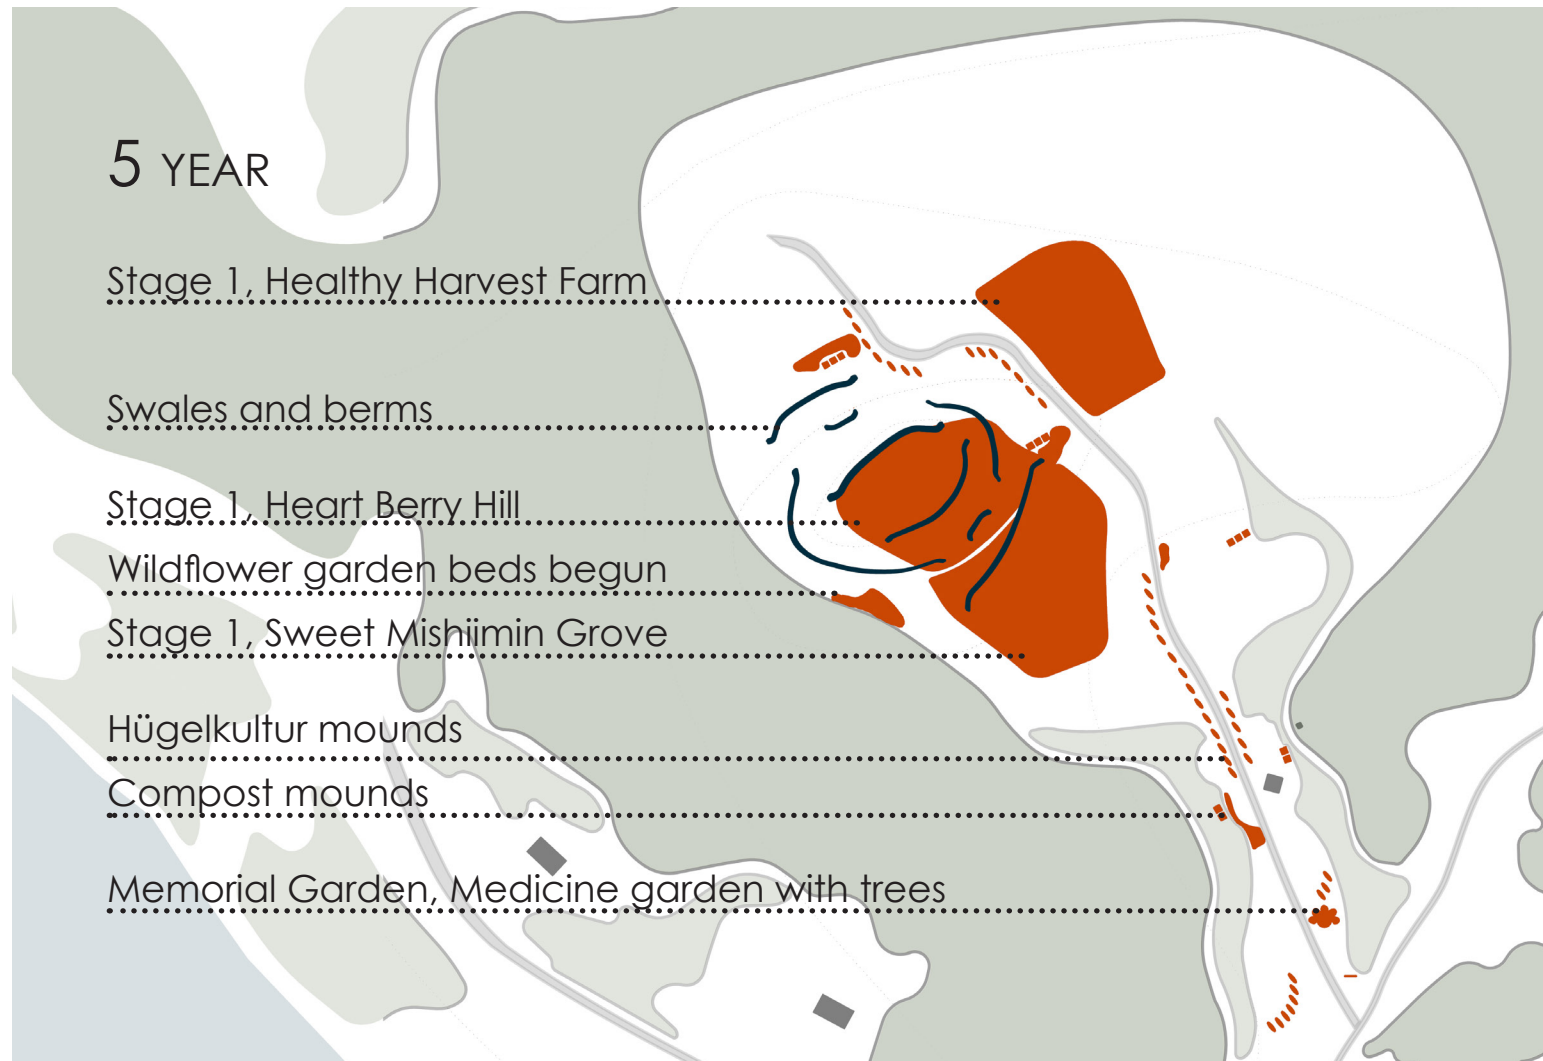 5 YEAR
Stage 1, Healthy Harvest Farm
Swales and berms
Stage 1, Heart Berry Hill
Wildflower garden beds begun
Stage 1, Sweet Mishiimin Grove
Hügelkultur mounds
Compost mounds
Memorial Garden, Medicine garden with trees